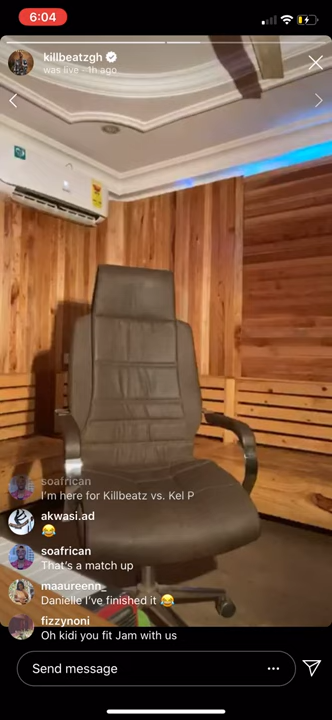 6:04
killbeatzgh
was live · 1h ago
soafrican
I'm here for Killbeatz vs. Kel P
akwasi.ad
😂
soafrican
That's a match up
maaureenn_
Danielle I've finished it 😂
fizzynoni
Oh kidi you fit Jam with us
Send message